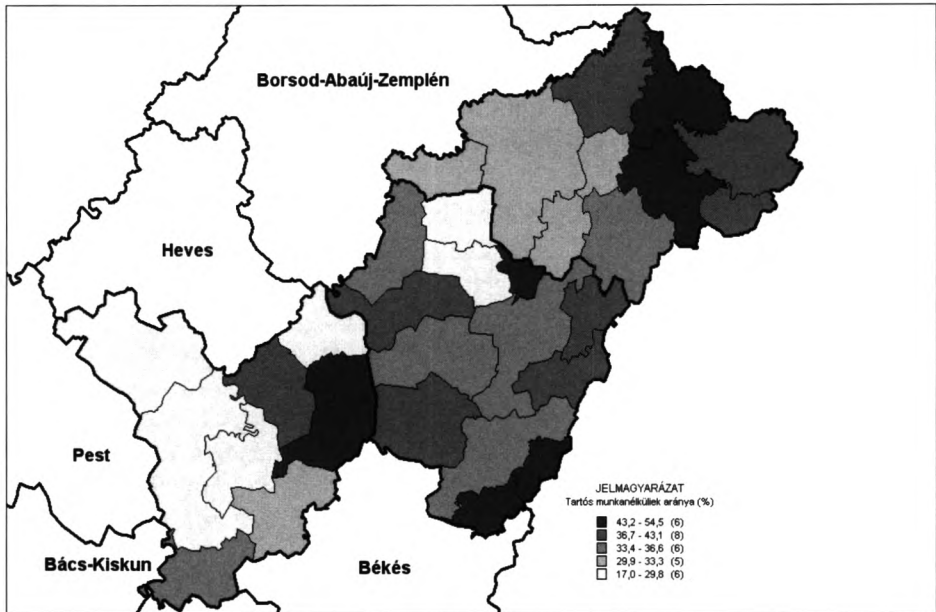 Borsod-Abaúj-Zemplén
Heves
Pest
Bács-Kiskun
Békés
JELMAGYARÁZAT
Tartós munkanélküliek aránya (%)
43,2 - 54,5 (6)
36,7 - 43,1 (8)
33,4 - 36,6 (6)
29,9 - 33,3 (5)
17,0 - 29,8 (6)